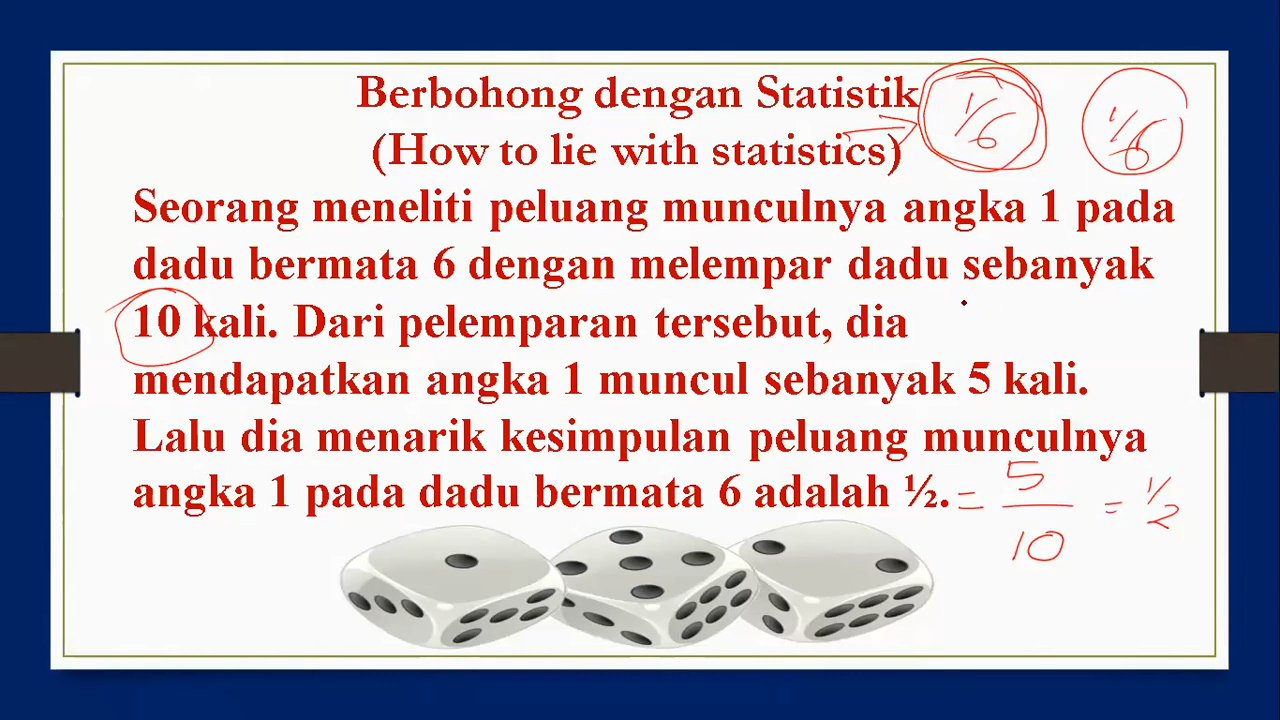 Berbohong dengan Statistik
(How to lie with statistics)
1/6
1/6
Seorang meneliti peluang munculnya angka 1 pada
dadu bermata 6 dengan melempar dadu sebanyak
10 kali. Dari pelemparan tersebut, dia
mendapatkan angka 1 muncul sebanyak 5 kali.
Lalu dia menarik kesimpulan peluang munculnya
angka 1 pada dadu bermata 6 adalah ½.
= 5/10 = 1/2